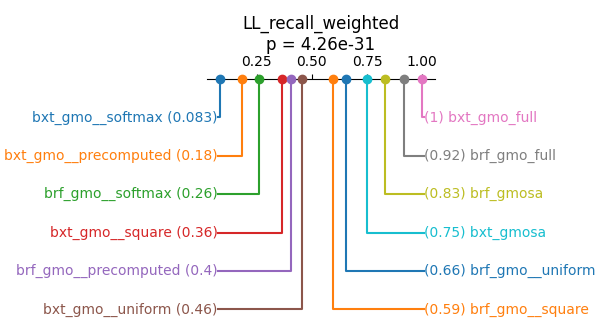 LL_recall_weighted
p = 4.26e-31
0.25 0.50 0.75 1.00
bxt_gmo__softmax (0.083)
(1) bxt_gmo_full
bxt_gmo__precomputed (0.18)
(0.92) brf_gmo_full
brf_gmo__softmax (0.26)
(0.83) brf_gmosa
bxt_gmo__square (0.36)
(0.75) bxt_gmosa
brf_gmo__precomputed (0.4)
(0.66) brf_gmo__uniform
bxt_gmo__uniform (0.46)
(0.59) brf_gmo__square